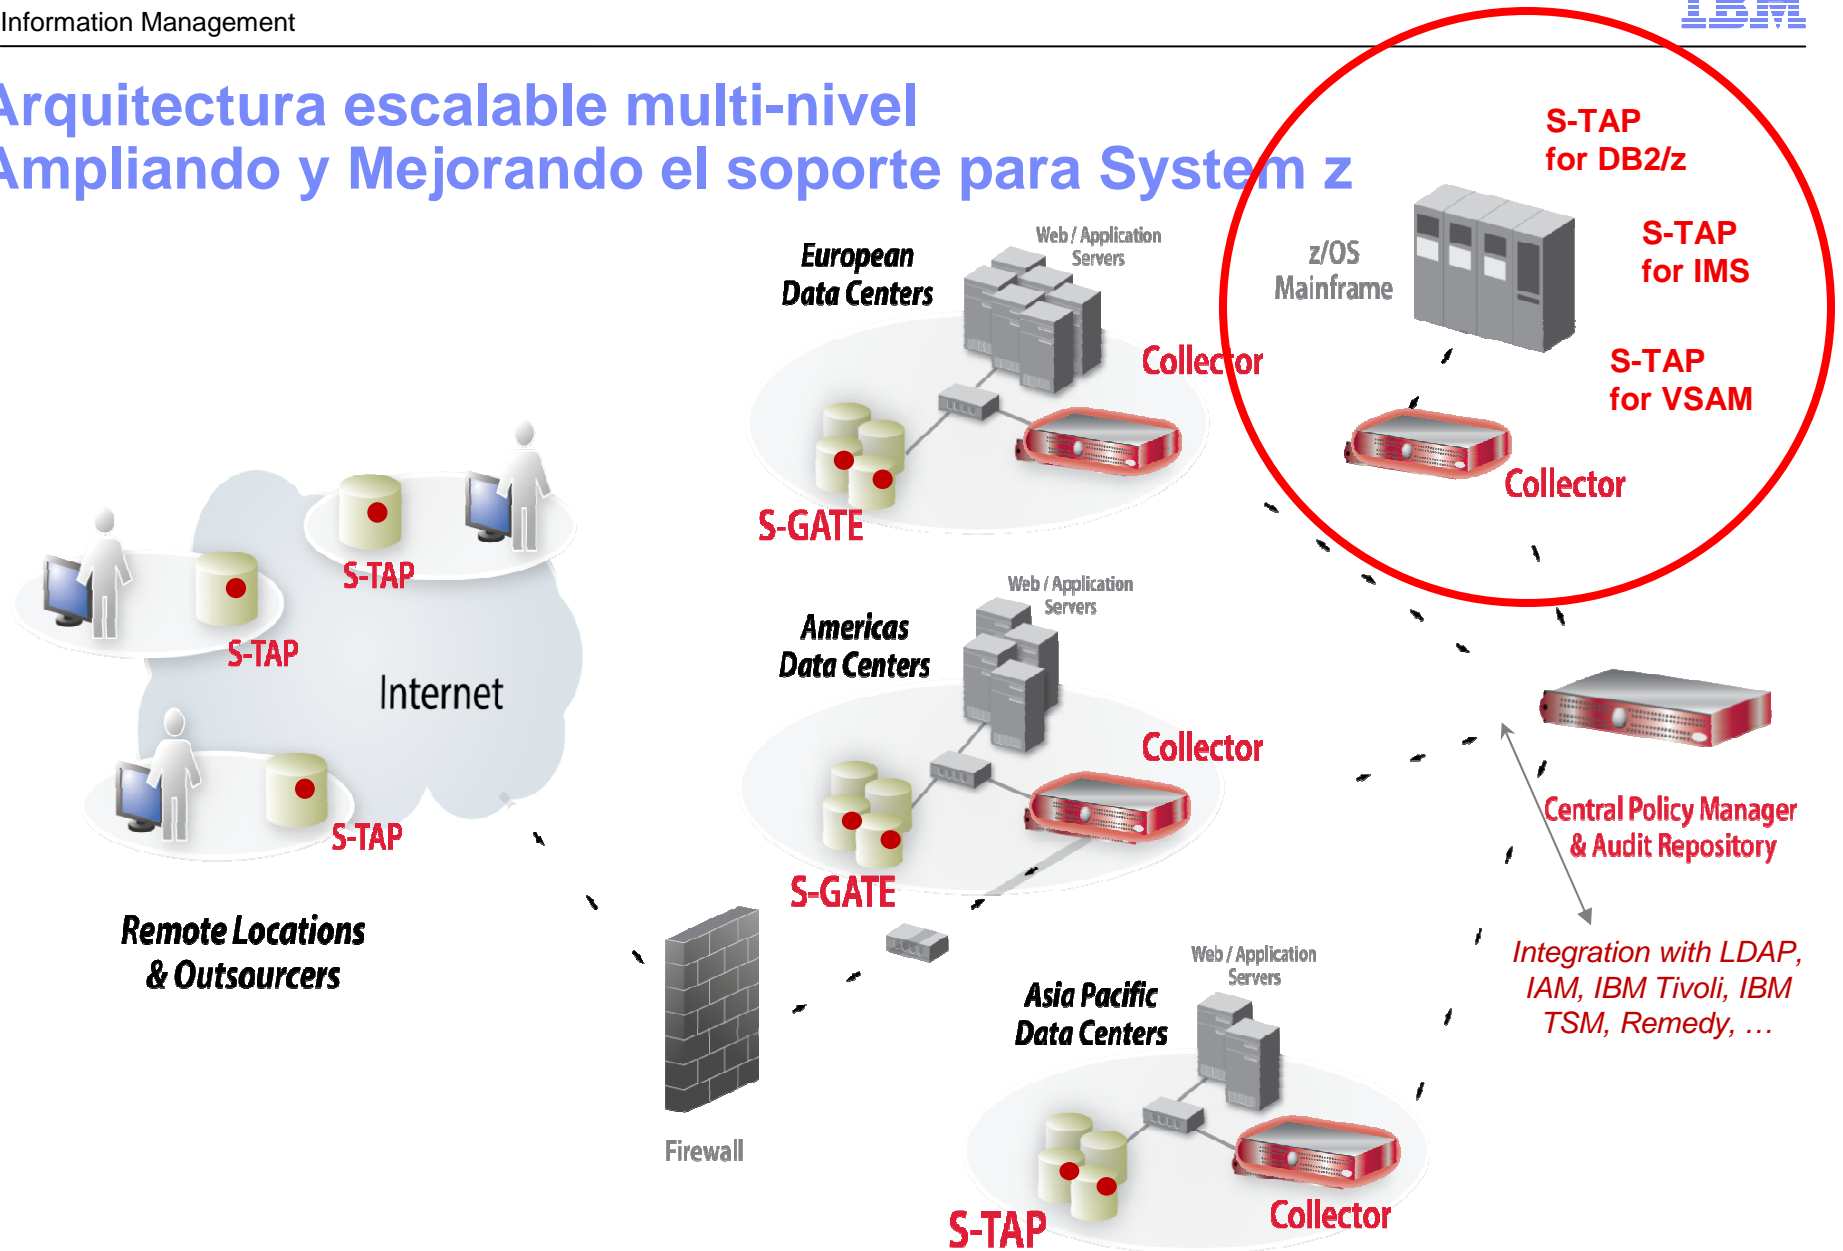 Information Management
IBM
Arquitectura escalable multi-nivel
Ampliando y Mejorando el soporte para System z
S-TAP
for DB2/z
S-TAP
for IMS
S-TAP
for VSAM
z/OS
Mainframe
Collector
European
Data Centers
Web / Application
Servers
Collector
S-GATE
S-TAP
S-TAP
Internet
S-TAP
Remote Locations
& Outsourcers
Americas
Data Centers
Web / Application
Servers
Collector
S-GATE
Central Policy Manager
& Audit Repository
Integration with LDAP,
IAM, IBM Tivoli, IBM
TSM, Remedy, …
Firewall
Asia Pacific
Data Centers
Web / Application
Servers
S-TAP
Collector